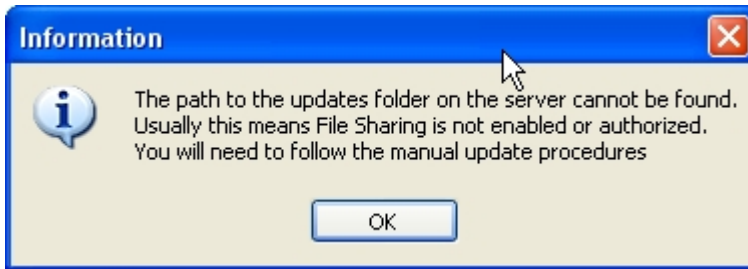 Information
The path to the updates folder on the server cannot be found.
Usually this means File Sharing is not enabled or authorized.
You will need to follow the manual update procedures
OK